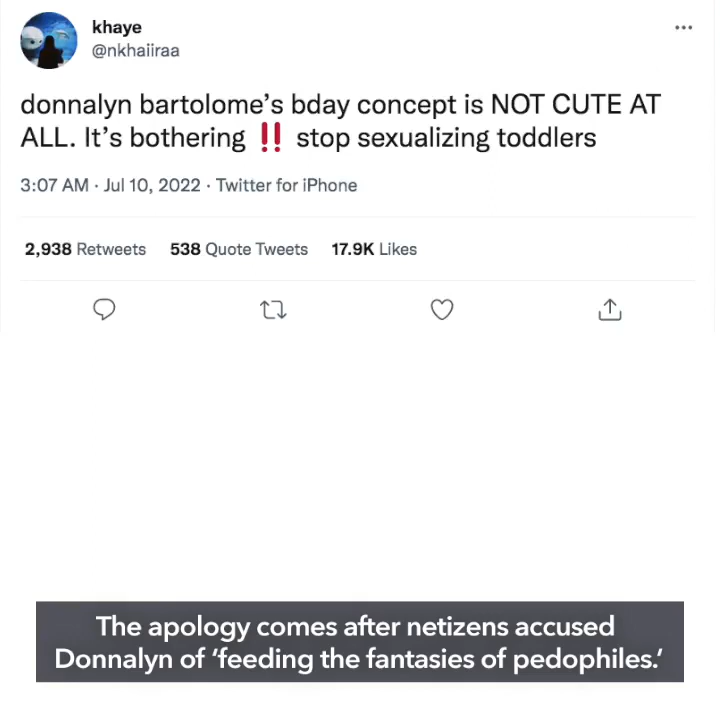 khaye
@nkhaiiraa
donnalyn bartolome’s bday concept is NOT CUTE AT
ALL. It’s bothering ‼️ stop sexualizing toddlers
3:07 AM · Jul 10, 2022 · Twitter for iPhone
2,938 Retweets 538 Quote Tweets 17.9K Likes
The apology comes after netizens accused
Donnalyn of ‘feeding the fantasies of pedophiles.’